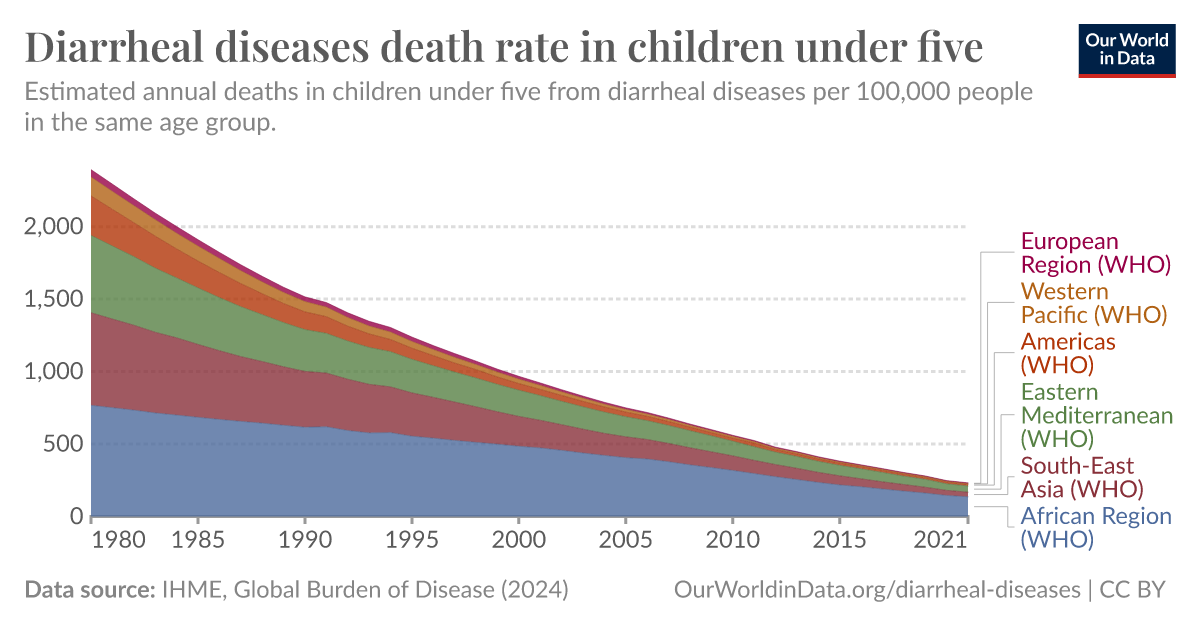 Diarrheal diseases death rate in children under five
Our World
in Data
Estimated annual deaths in children under five from diarrheal diseases per 100,000 people
in the same age group.
2,000
1,500
1,000
500
0
1980 1985 1990 1995 2000 2005 2010 2015 2021
European
Region (WHO)
Western
Pacific (WHO)
Americas
(WHO)
Eastern
Mediterranean
(WHO)
South-East
Asia (WHO)
African Region
(WHO)
Data source: IHME, Global Burden of Disease (2024)
OurWorldinData.org/diarrheal-diseases | CC BY